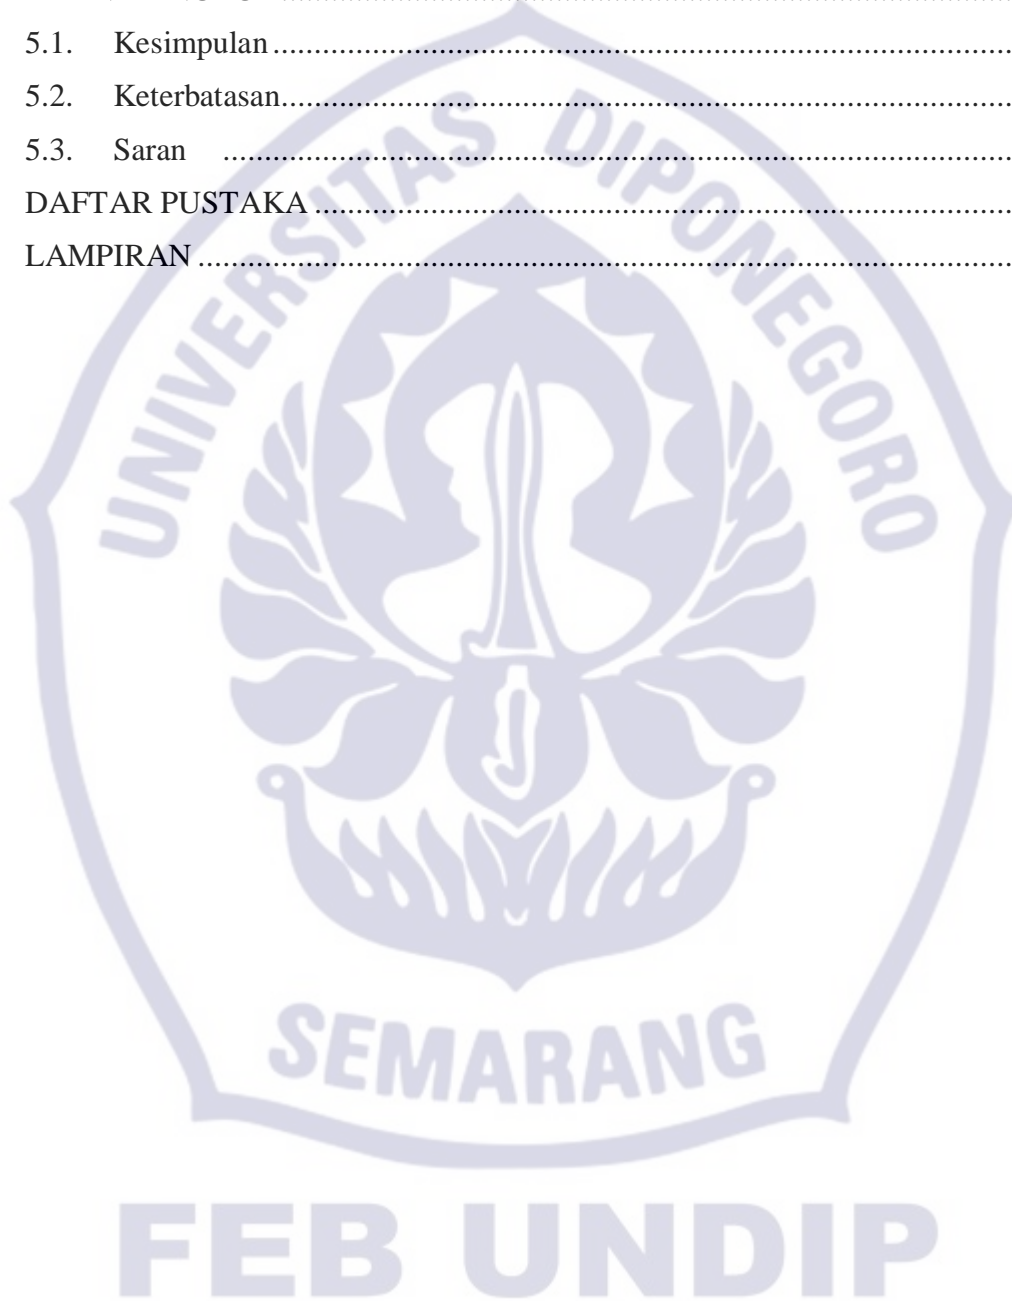 5.1. Kesimpulan ........................................................................................
5.2. Keterbatasan.......................................................................................
5.3. Saran ........................................................................................
DAFTAR PUSTAKA ........................................................................................
LAMPIRAN ........................................................................................
UNIVERSITAS DIPONEGORO
SEMARANG
FEB UNDIP